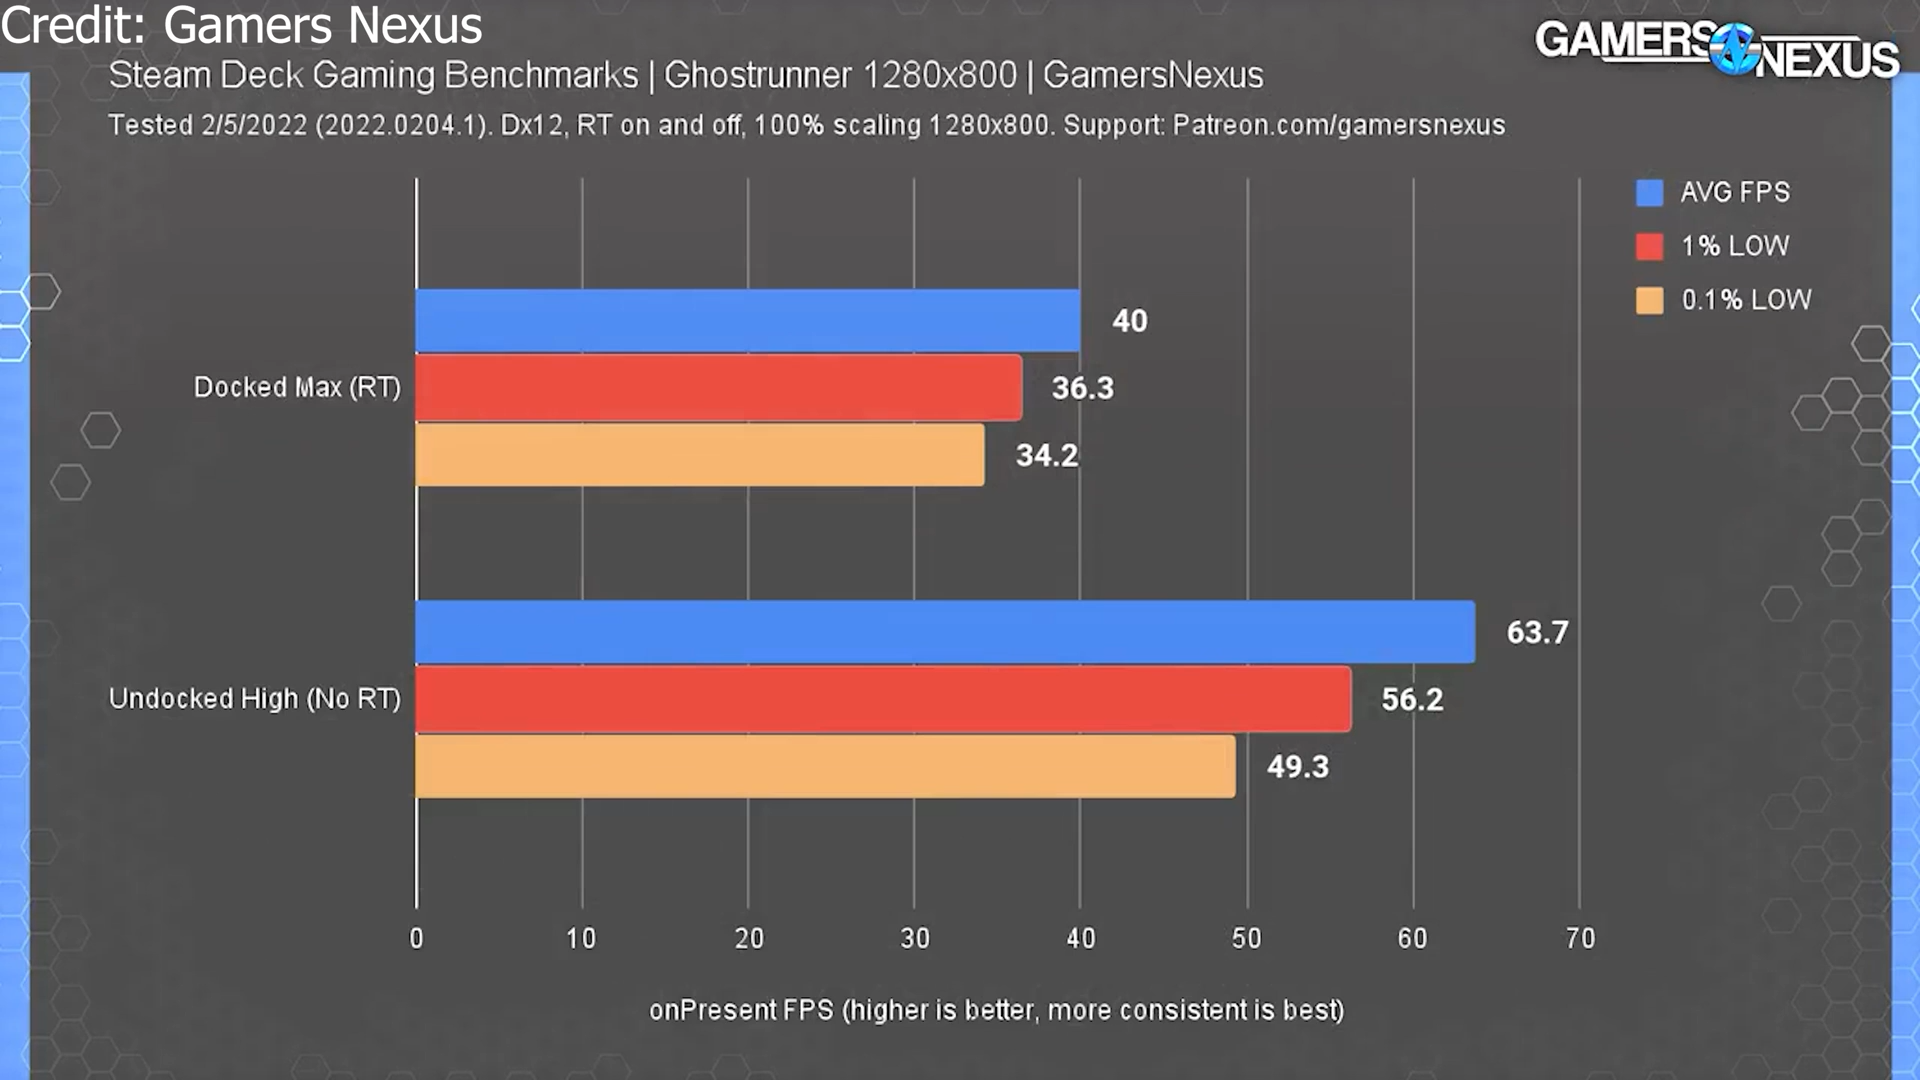 Credit: Gamers Nexus
GAMERS NEXUS
Steam Deck Gaming Benchmarks | Ghostrunner 1280x800 | GamersNexus
Tested 2/5/2022 (2022.0204.1). Dx12, RT on and off, 100% scaling 1280x800. Support: Patreon.com/gamersnexus
AVG FPS
1% LOW
0.1% LOW
Docked Max (RT)
40
36.3
34.2
Undocked High (No RT)
63.7
56.2
49.3
0 10 20 30 40 50 60 70
onPresent FPS (higher is better, more consistent is best)